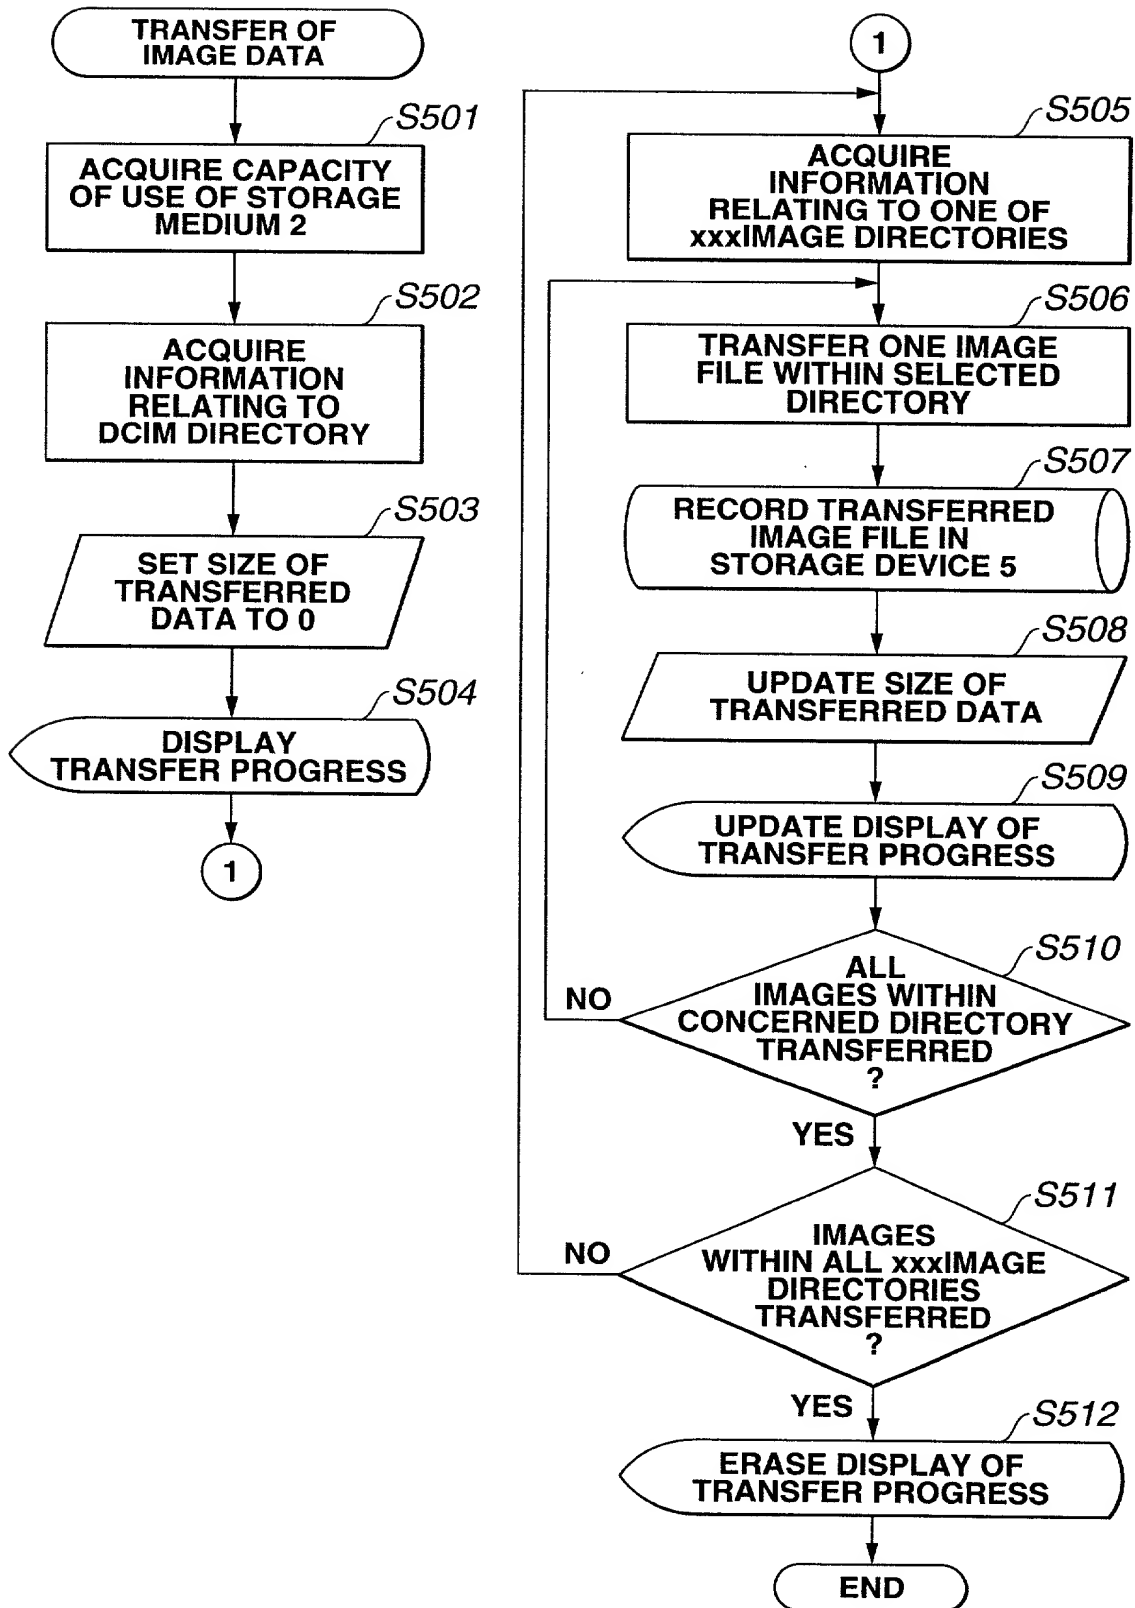 TRANSFER OF
IMAGE DATA
S501
ACQUIRE CAPACITY
OF USE OF STORAGE
MEDIUM 2
S502
ACQUIRE
INFORMATION
RELATING TO
DCIM DIRECTORY
S503
SET SIZE OF
TRANSFERRED
DATA TO 0
S504
DISPLAY
TRANSFER PROGRESS
1
1
S505
ACQUIRE
INFORMATION
RELATING TO ONE OF
xxxIMAGE DIRECTORIES
S506
TRANSFER ONE IMAGE
FILE WITHIN SELECTED
DIRECTORY
S507
RECORD TRANSFERRED
IMAGE FILE IN
STORAGE DEVICE 5
S508
UPDATE SIZE OF
TRANSFERRED DATA
S509
UPDATE DISPLAY OF
TRANSFER PROGRESS
S510
ALL
IMAGES WITHIN
CONCERNED DIRECTORY
TRANSFERRED
?
NO
YES
S511
IMAGES
WITHIN ALL xxxIMAGE
DIRECTORIES
TRANSFERRED
?
NO
YES
S512
ERASE DISPLAY OF
TRANSFER PROGRESS
END